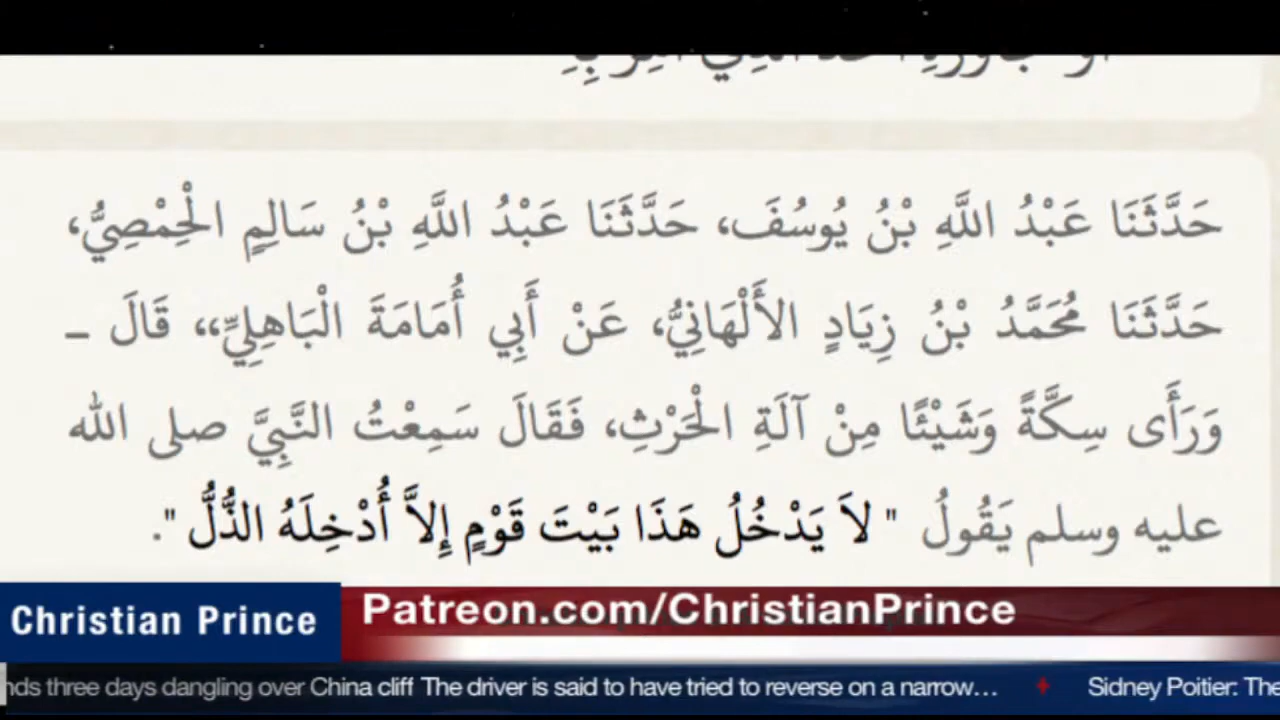 حَدَّثَنَا عَبْدُ اللَّهِ بْنُ يُوسُفَ، حَدَّثَنَا عَبْدُ اللَّهِ بْنُ سَالِمٍ الْحِمْصِيُّ،
حَدَّثَنَا مُحَمَّدُ بْنُ زِيَادٍ الأَلْهَانِيُّ، عَنْ أَبِي أُمَامَةَ الْبَاهِلِيِّ،، قَالَ ـ
وَرَأَى سِكَّةً وَشَيْئًا مِنْ آلَةِ الْحَرْثِ، فَقَالَ سَمِعْتُ النَّبِيَّ صلى الله
عليه وسلم يَقُولُ " لاَ يَدْخُلُ هَذَا بَيْتَ قَوْمٍ إِلاَّ أُدْخِلَهُ الذُّلُّ ".
Christian Prince
Patreon.com/ChristianPrince
three days dangling over China cliff The driver is said to have tried to reverse on a narrow... Sidney Poitier: